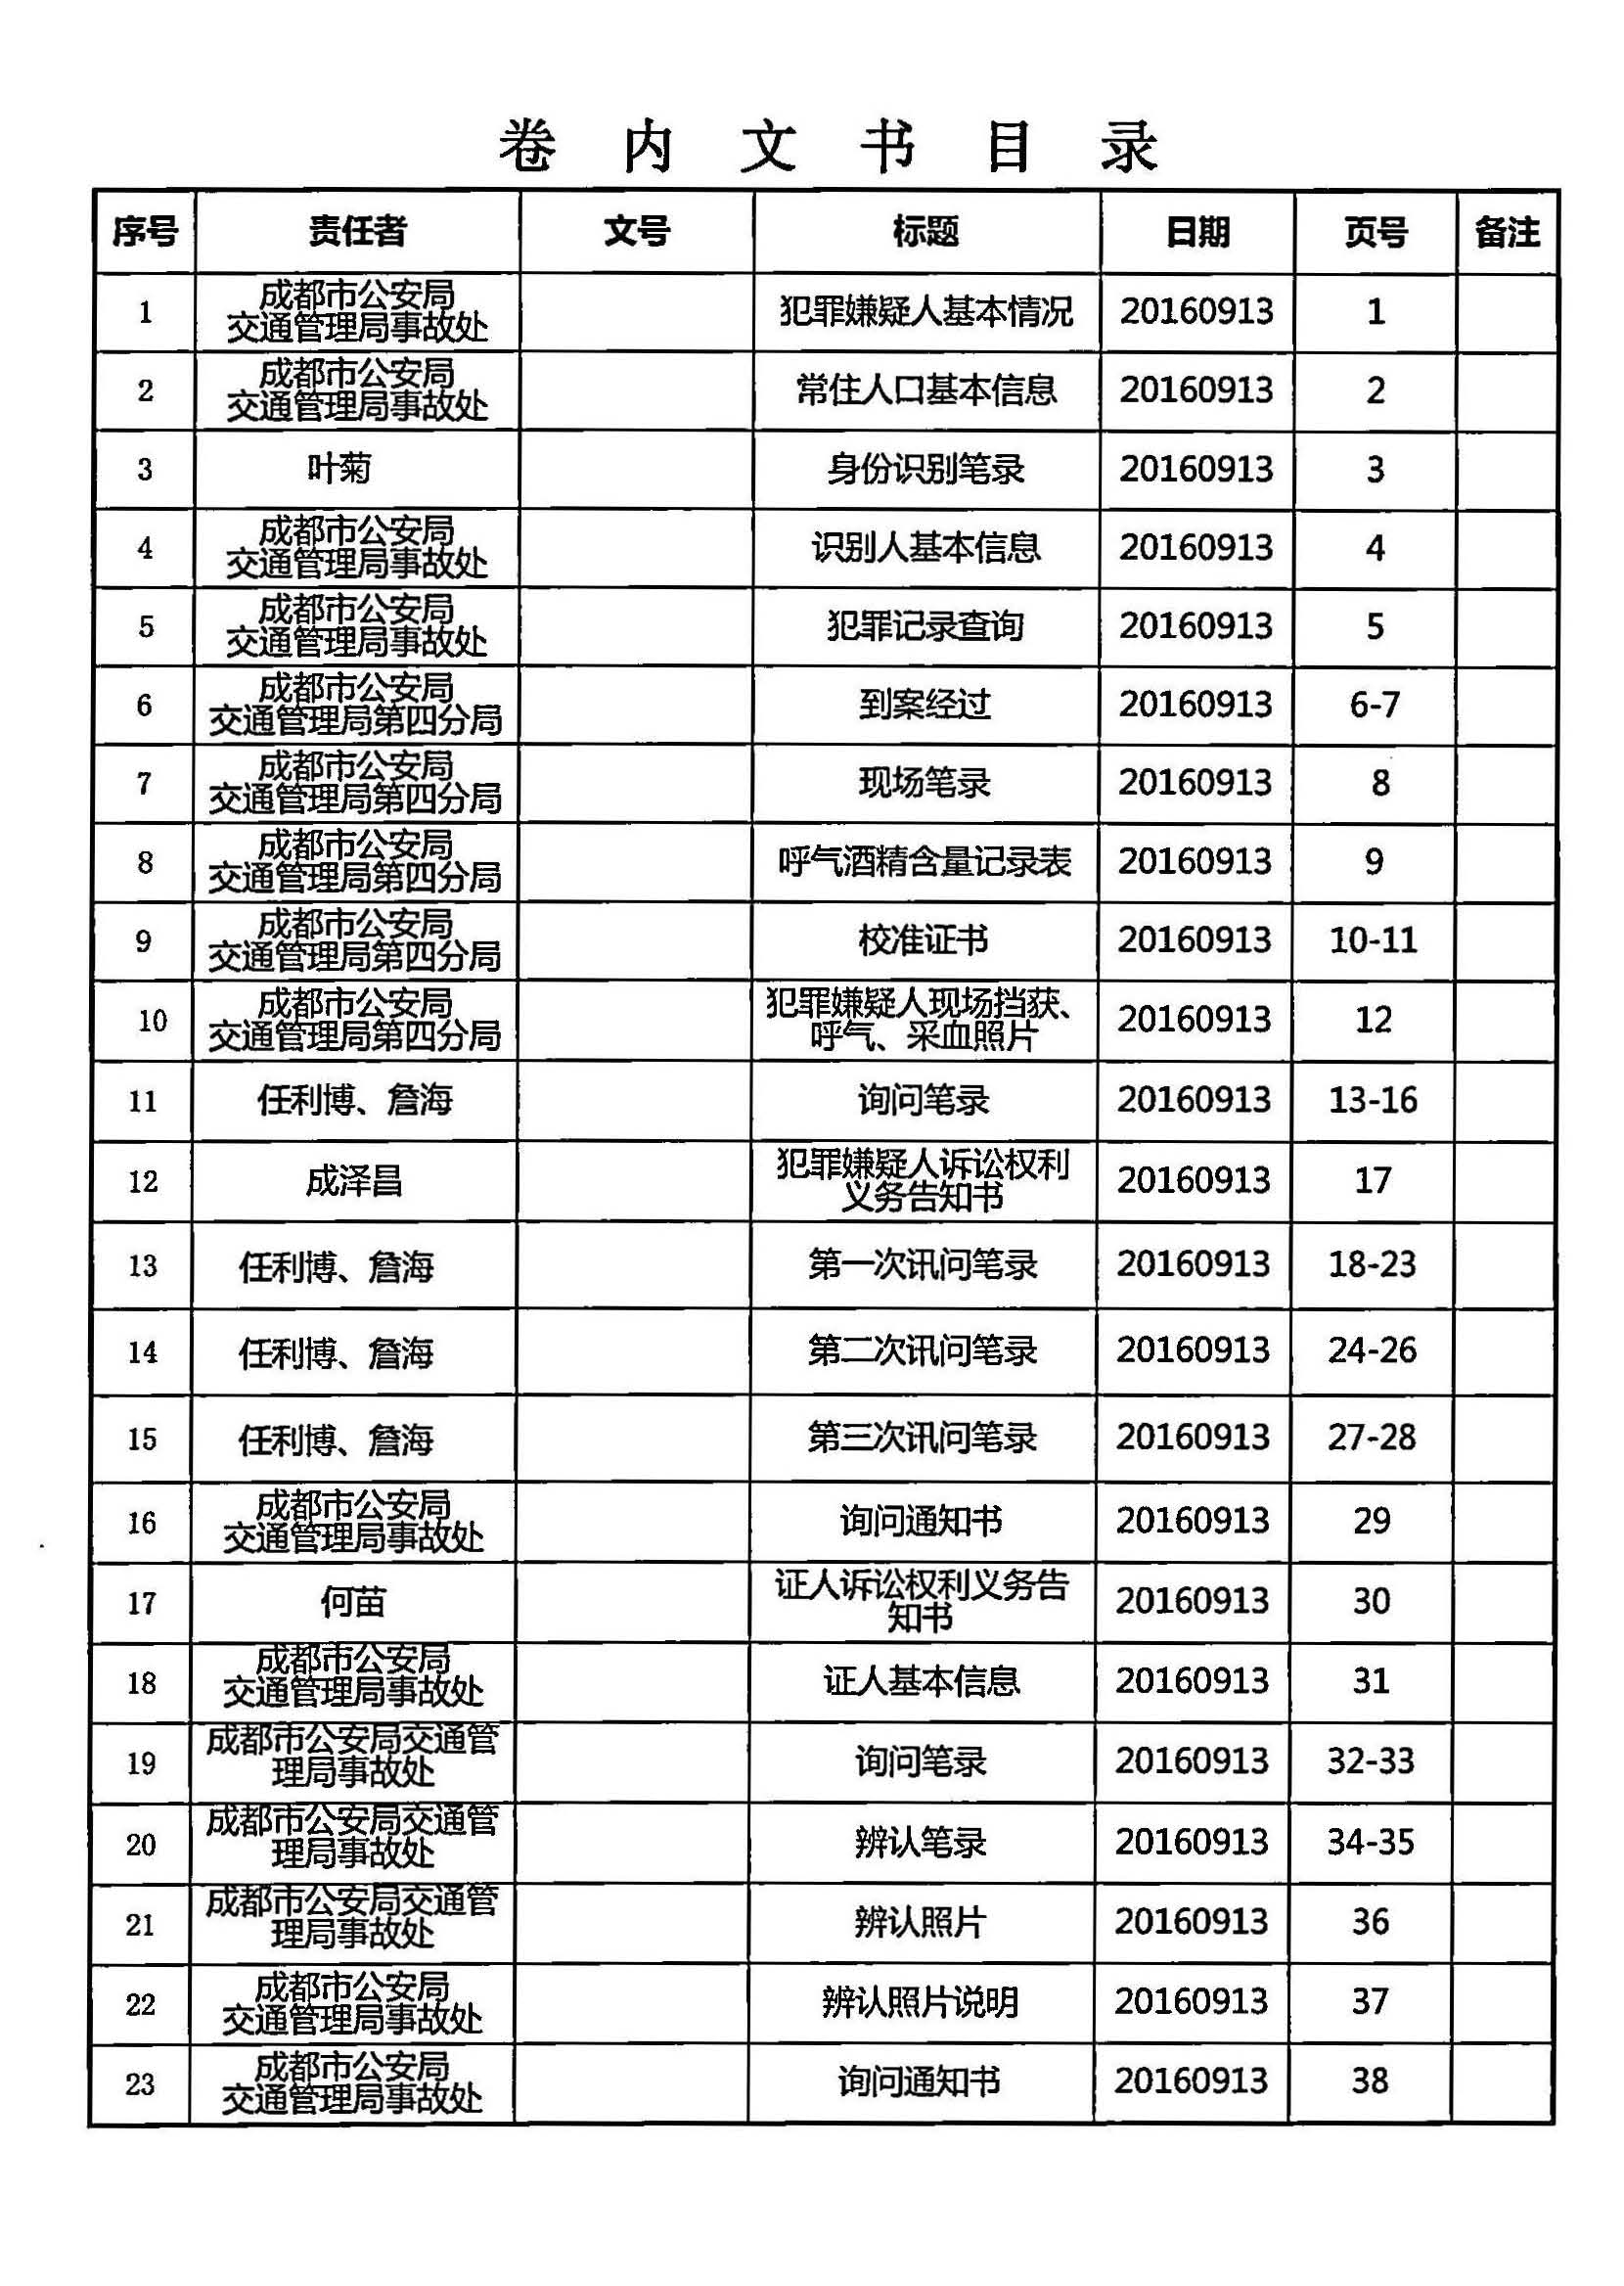 卷内文书目录
序号 责任者 文号 标题 日期 页号 备注
1 成都市公安局 交通管理局事故处 犯罪嫌疑人基本情况 20160913 1
2 成都市公安局 交通管理局事故处 常住人口基本信息 20160913 2
3 叶菊 身份识别笔录 20160913 3
4 成都市公安局 交通管理局事故处 识别人基本信息 20160913 4
5 成都市公安局 交通管理局事故处 犯罪记录查询 20160913 5
6 成都市公安局 交通管理局第四分局 到案经过 20160913 6-7
7 成都市公安局 交通管理局第四分局 现场笔录 20160913 8
8 成都市公安局 交通管理局第四分局 呼气酒精含量记录表 20160913 9
9 成都市公安局 交通管理局第四分局 校准证书 20160913 10-11
10 成都市公安局 交通管理局第四分局 犯罪嫌疑人现场挡获、 呼气、采血照片 20160913 12
11 任利博、詹海 询问笔录 20160913 13-16
12 成泽昌 犯罪嫌疑人诉讼权利 义务告知书 20160913 17
13 任利博、詹海 第一次讯问笔录 20160913 18-23
14 任利博、詹海 第二次讯问笔录 20160913 24-26
15 任利博、詹海 第三次讯问笔录 20160913 27-28
16 成都市公安局 交通管理局事故处 询问通知书 20160913 29
17 何苗 证人诉讼权利义务告 知书 20160913 30
18 成都市公安局 交通管理局事故处 证人基本信息 20160913 31
19 成都市公安局交通管 理局事故处 询问笔录 20160913 32-33
20 成都市公安局交通管 理局事故处 辨认笔录 20160913 34-35
21 成都市公安局交通管 理局事故处 辨认照片 20160913 36
22 成都市公安局 交通管理局事故处 辨认照片说明 20160913 37
23 成都市公安局 交通管理局事故处 询问通知书 20160913 38